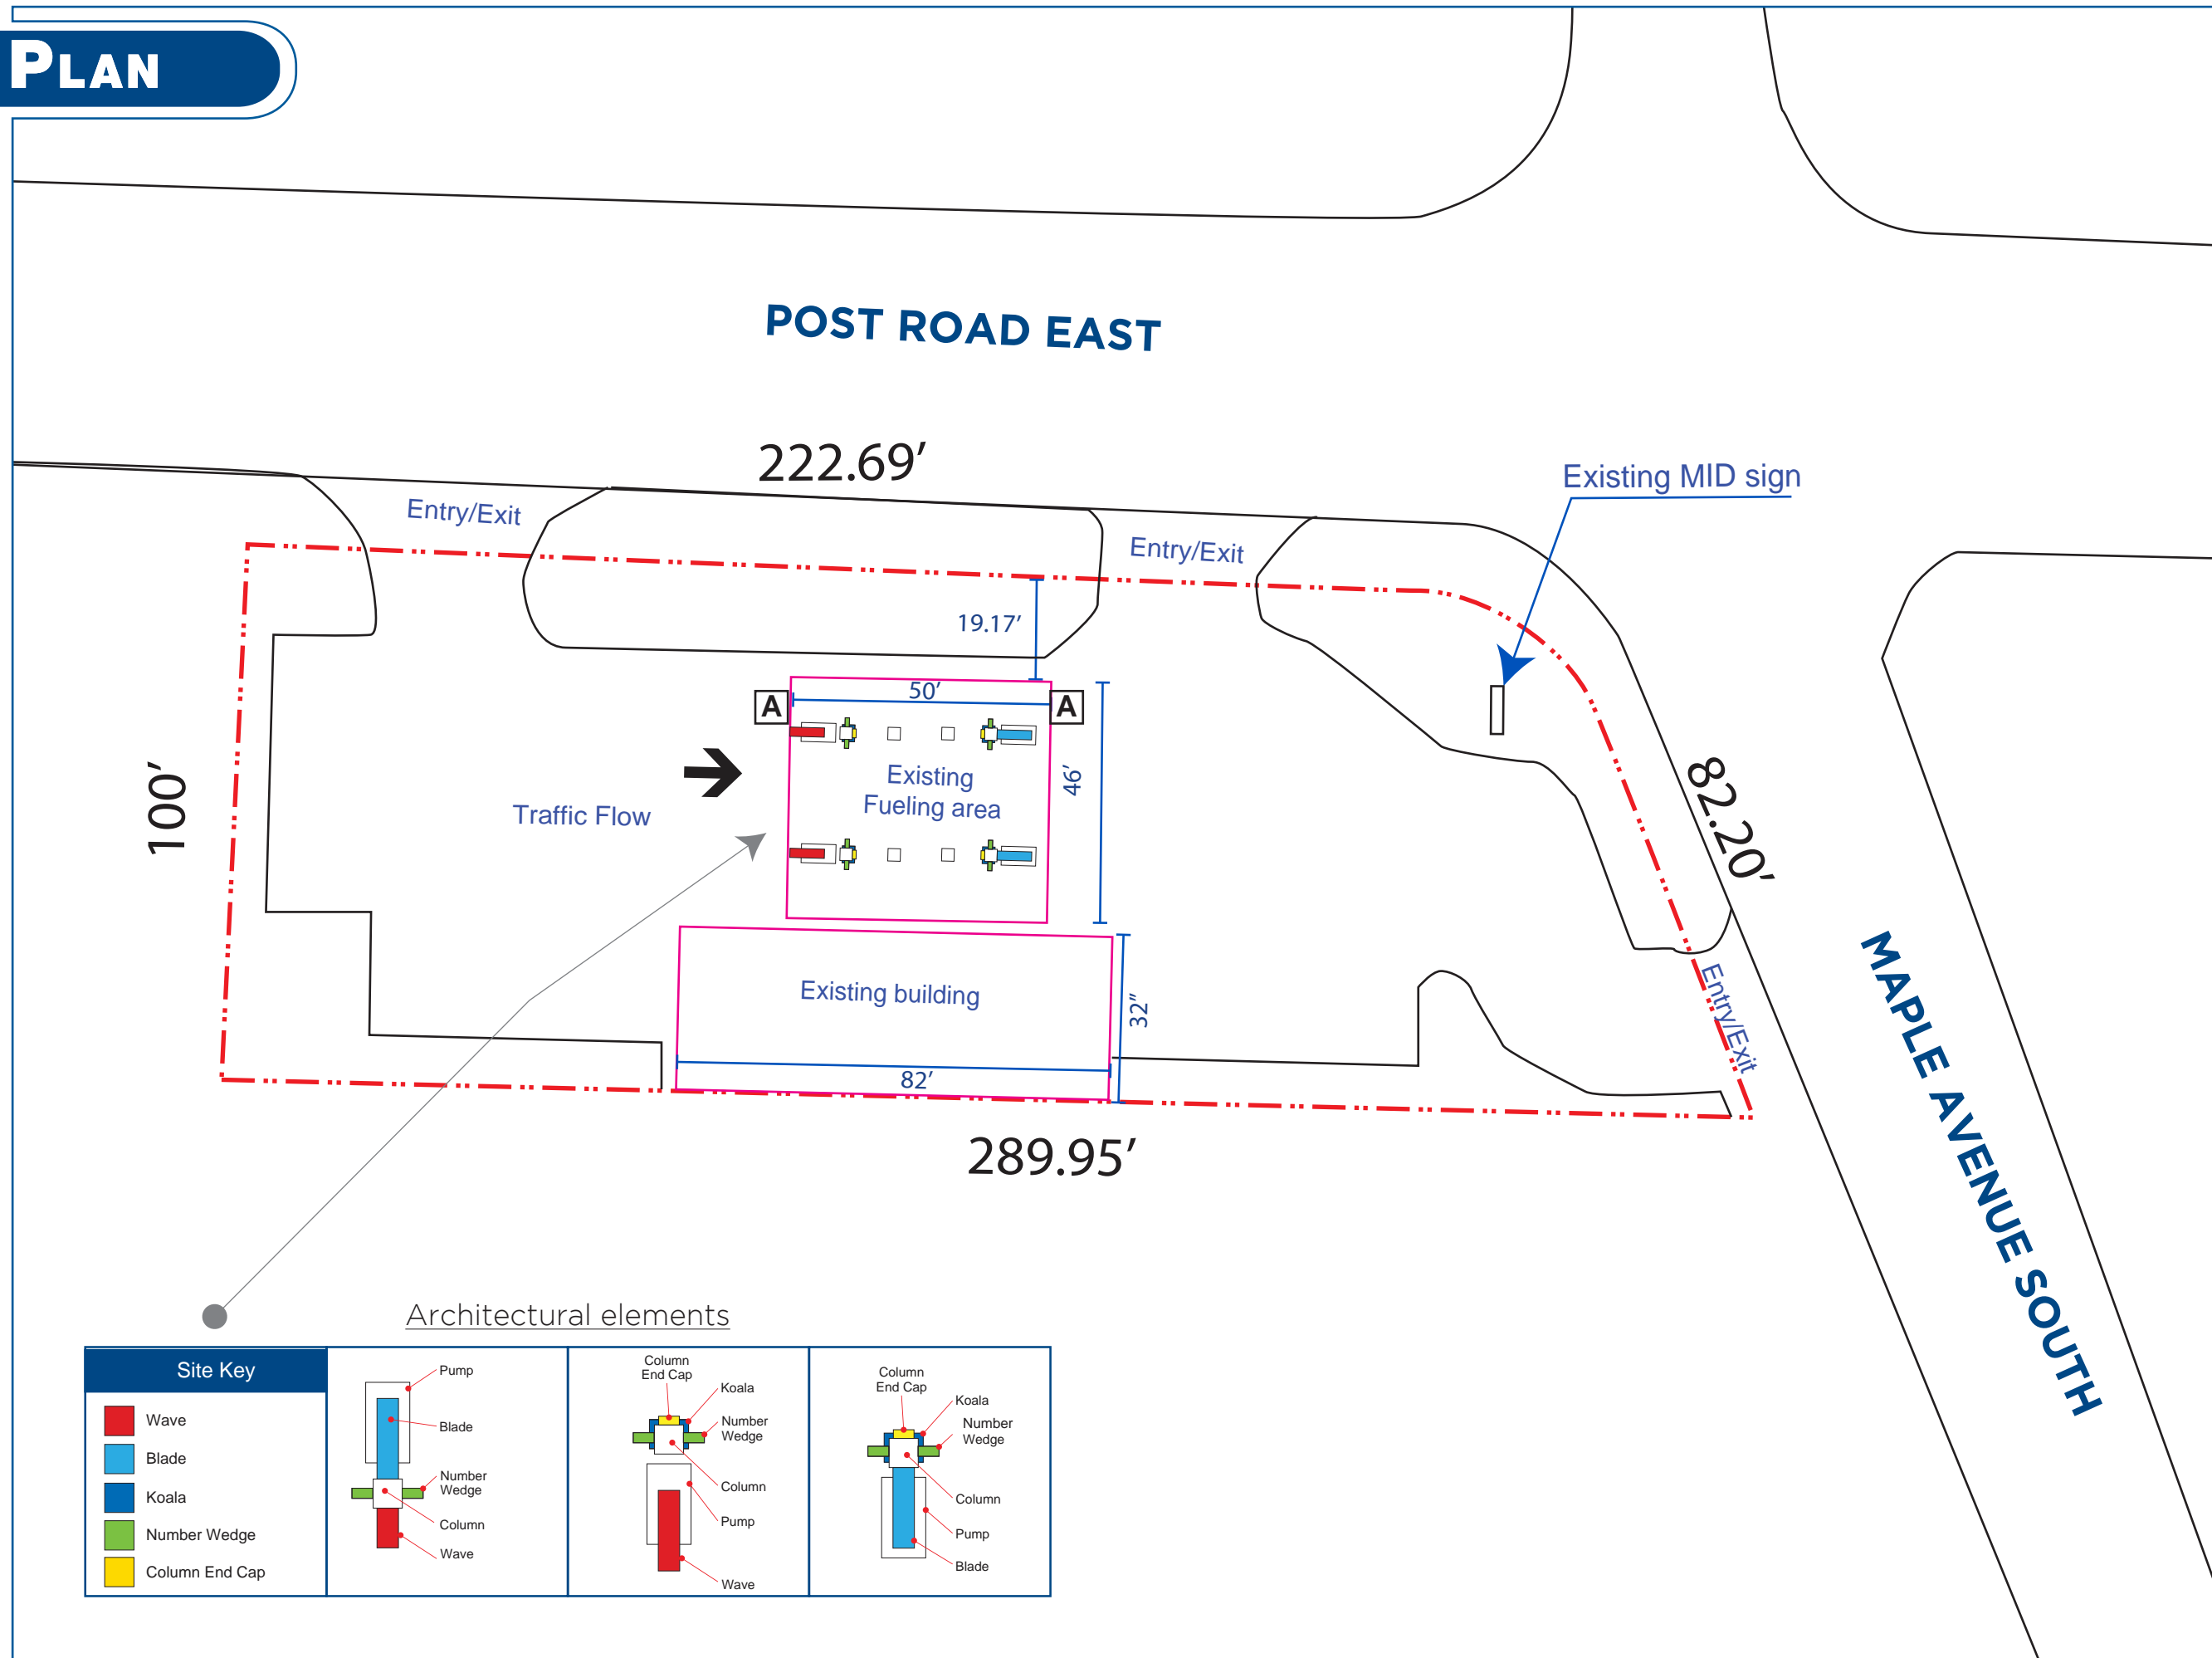 PLAN
POST ROAD EAST
222.69’
Existing MID sign
Entry/Exit
Entry/Exit
19.17’
A
50’
A
100’
Traffic Flow
Existing
Fueling area
46’
82.20’
Existing building
32”
82’
Entry/Exit
289.95’
MAPLE AVENUE SOUTH
Architectural elements
Site Key
Wave
Blade
Koala
Number Wedge
Column End Cap
Pump
Blade
Number
Wedge
Column
Wave
Column
End Cap
Koala
Number
Wedge
Column
Pump
Wave
Column
End Cap
Koala
Number
Wedge
Column
Pump
Blade